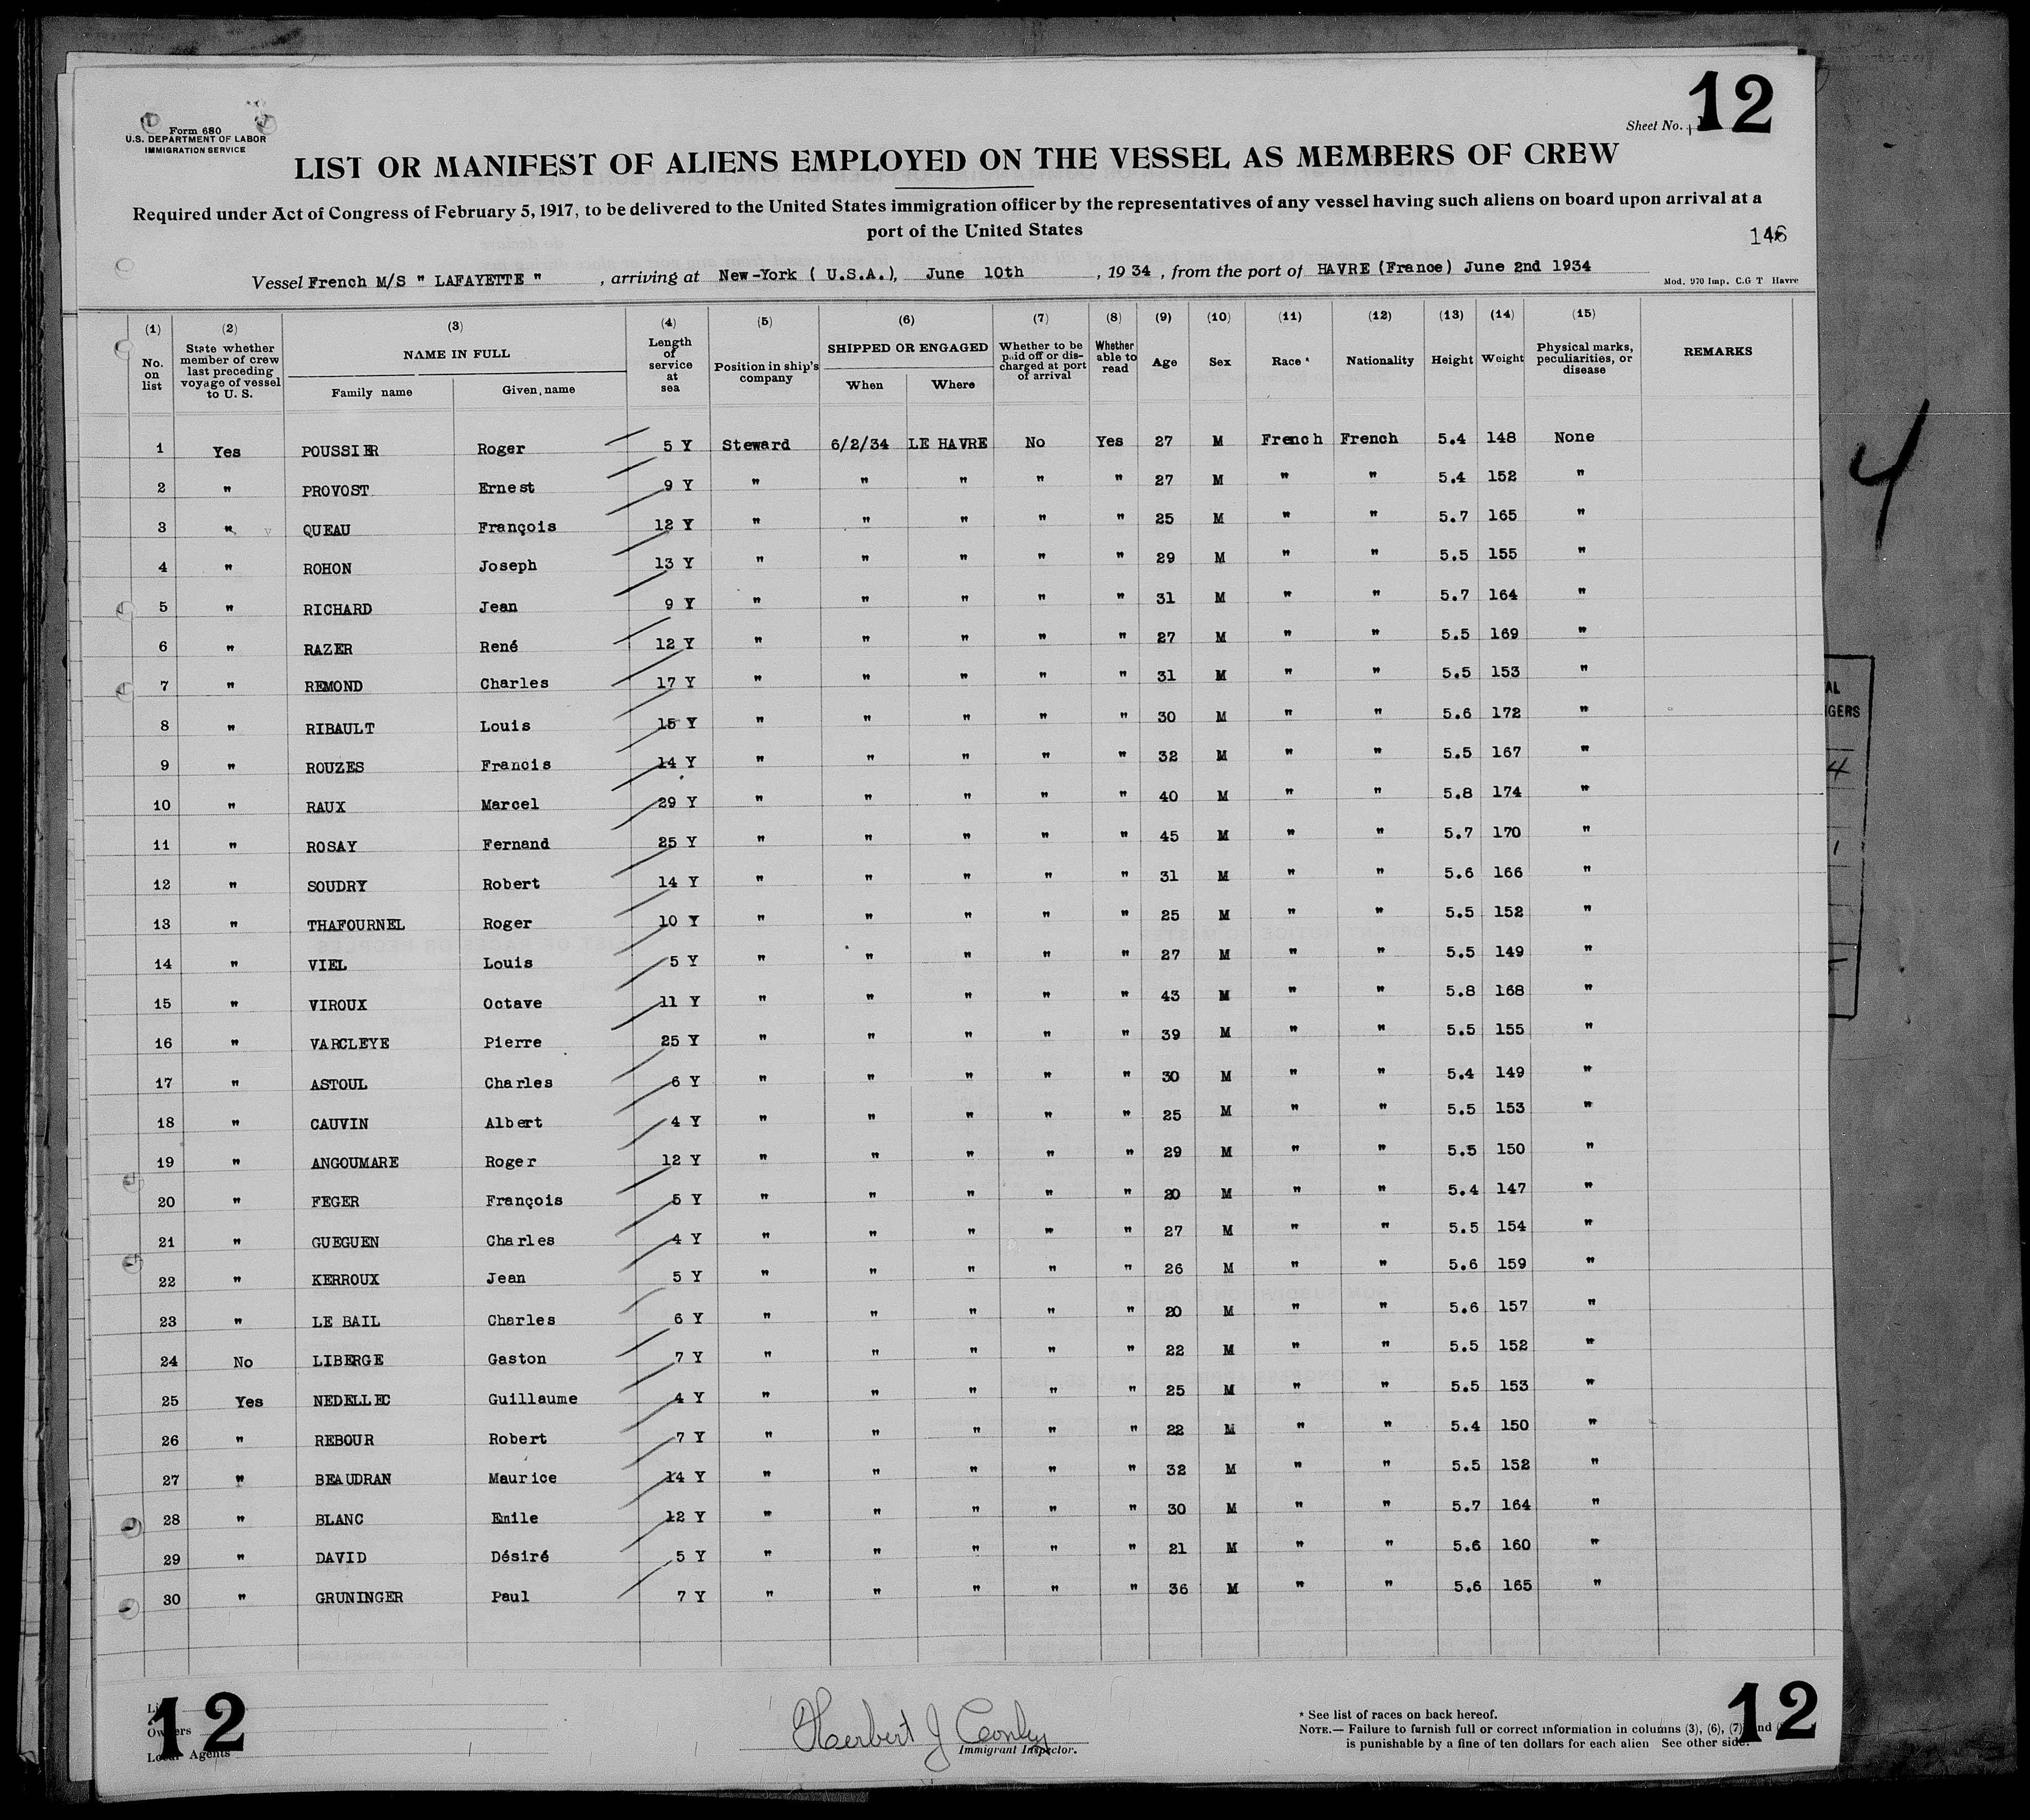 12
Sheet No.
Form 680
U.S. DEPARTMENT OF LABOR
IMMIGRATION SERVICE
LIST OR MANIFEST OF ALIENS EMPLOYED ON THE VESSEL AS MEMBERS OF CREW
Required under Act of Congress of February 5, 1917, to be delivered to the United States immigration officer by the representatives of any vessel having such aliens on board upon arrival at a
port of the United States
146
Vessel French M/S " LAFAYETTE " , arriving at New-York ( U.S.A.), June 10th , 1934 , from the port of HAVRE (France) June 2nd 1934
Mod. 970 Imp. C.G T Havre
(1) No. on list (2) State whether member of crew last preceding voyage of vessel to U. S. (3) NAME IN FULL Family name Given name (4) Length of service at sea (5) Position in ship's company (6) SHIPPED OR ENGAGED When Where (7) Whether to be paid off or discharged at port of arrival (8) Whether able to read (9) Age (10) Sex (11) Race * (12) Nationality (13) Height (14) Weight (15) Physical marks, peculiarities, or disease REMARKS
1 Yes POUSSIER Roger 5 Y Steward 6/2/34 LE HAVRE No Yes 27 M French French 5.4 148 None
2 " PROVOST Ernest 9 Y " " " " " 27 M " " 5.4 152 "
3 " QUEAU François 12 Y " " " " " 25 M " " 5.7 165 "
4 " ROHON Joseph 13 Y " " " " " 29 M " " 5.5 155 "
5 " RICHARD Jean 9 Y " " " " " 31 M " " 5.7 164 "
6 " RAZER René 12 Y " " " " " 27 M " " 5.5 169 "
7 " REMOND Charles 17 Y " " " " " 31 M " " 5.5 153 "
8 " RIBAULT Louis 15 Y " " " " " 30 M " " 5.6 172 "
9 " ROUZES Francis 14 Y " " " " " 32 M " " 5.5 167 "
10 " RAUX Marcel 29 Y " " " " " 40 M " " 5.8 174 "
11 " ROSAY Fernand 25 Y " " " " " 45 M " " 5.7 170 "
12 " SOUDRY Robert 14 Y " " " " " 31 M " " 5.6 166 "
13 " THAFOURNEL Roger 10 Y " " " " " 25 M " " 5.5 152 "
14 " VIEL Louis 5 Y " " " " " 27 M " " 5.5 149 "
15 " VIROUX Octave 11 Y " " " " " 43 M " " 5.8 168 "
16 " VARCLEYE Pierre 25 Y " " " " " 39 M " " 5.5 155 "
17 " ASTOUL Charles 6 Y " " " " " 30 M " " 5.4 149 "
18 " CAUVIN Albert 4 Y " " " " " 25 M " " 5.5 153 "
19 " ANGOUMARE Roger 12 Y " " " " " 29 M " " 5.5 150 "
20 " FEGER François 5 Y " " " " " 20 M " " 5.4 147 "
21 " GUEGUEN Charles 4 Y " " " " " 27 M " " 5.5 154 "
22 " KERROUX Jean 5 Y " " " " " 26 M " " 5.6 159 "
23 " LE BAIL Charles 6 Y " " " " " 20 M " " 5.6 157 "
24 No LIBERGE Gaston 7 Y " " " " " 22 M " " 5.5 152 "
25 Yes NEDELLEC Guillaume 4 Y " " " " " 25 M " " 5.5 153 "
26 " REBOUR Robert 7 Y " " " " " 22 M " " 5.4 150 "
27 " BEAUDRAN Maurice 14 Y " " " " " 32 M " " 5.5 152 "
28 " BLANC Emile 12 Y " " " " " 30 M " " 5.7 164 "
29 " DAVID Désiré 5 Y " " " " " 21 M " " 5.6 160 "
30 " GRUNINGER Paul 7 Y " " " " " 36 M " " 5.6 165 "
4
12
Owners
Local Agents
Herbert J Conley
Immigrant Inspector.
* See list of races on back hereof.
NOTE.— Failure to furnish full or correct information in columns (3), (6), (7) and
is punishable by a fine of ten dollars for each alien See other side.
12